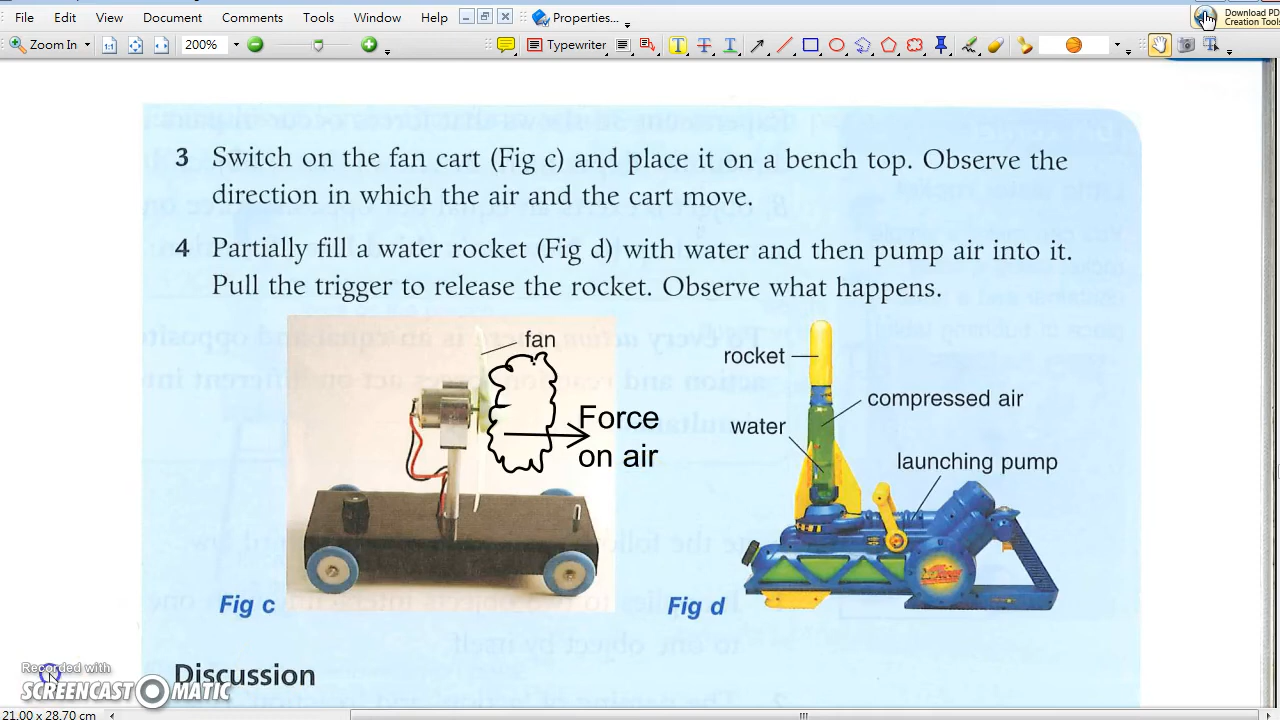 File Edit View Document Comments Tools Window Help Properties...
Download PD
Creation Tools
Zoom In 200% Typewriter
3 Switch on the fan cart (Fig c) and place it on a bench top. Observe the
direction in which the air and the cart move.
4 Partially fill a water rocket (Fig d) with water and then pump air into it.
Pull the trigger to release the rocket. Observe what happens.
fan
rocket
compressed air
Force
water
on air
launching pump
Fig c
Fig d
Discussion
Recorded with
SCREENCAST MATIC
21.00 x 28.70 cm